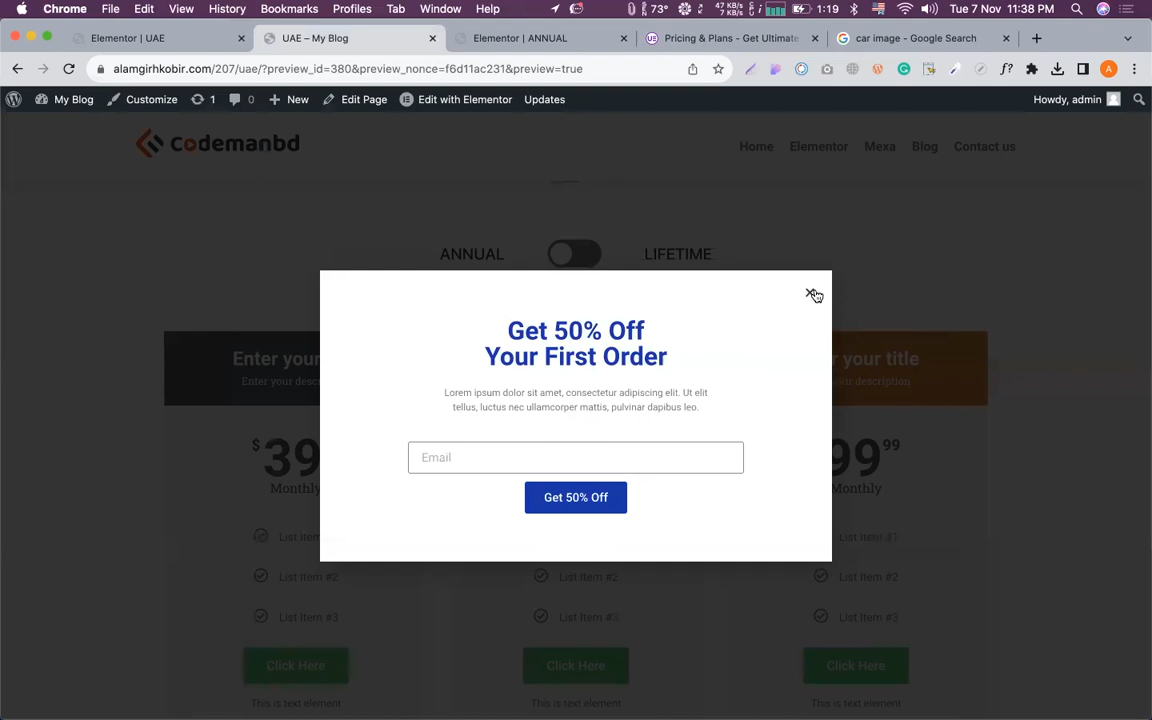 Chrome File Edit View History Bookmarks Profiles Tab Window Help 73° 47 KB/s 7 KB/s 1:19 Tue 7 Nov 11:38 PM
Elementor | UAE
UAE – My Blog
Elementor | ANNUAL
Pricing & Plans - Get Ultimate
car image - Google Search
alamgirhkobir.com/207/uae/?preview_id=380&preview_nonce=f6d11ac231&preview=true
My Blog Customize 1 0 New Edit Page Edit with Elementor Updates Howdy, admin
Codemanbd Home Elementor Mexa Blog Contact us
ANNUAL LIFETIME
Get 50% Off
Your First Order
Enter your
your title
Enter your
description
Lorem ipsum dolor sit amet, consectetur adipiscing elit. Ut elit
tellus, luctus nec ullamcorper mattis, pulvinar dapibus leo.
$39
99 99
Monthly
Monthly
Email
Get 50% Off
List Item
List Item #1
List Item #2 List Item #2 List Item #2
List Item #3 List Item #3 List Item #3
Click Here Click Here Click Here
This is text element This is text element This is text element